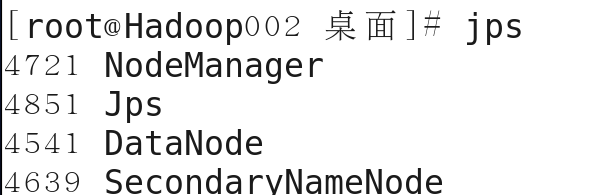 [root@Hadoop002 桌面]# jps
4721 NodeManager
4851 Jps
4541 DataNode
4639 SecondaryNameNode